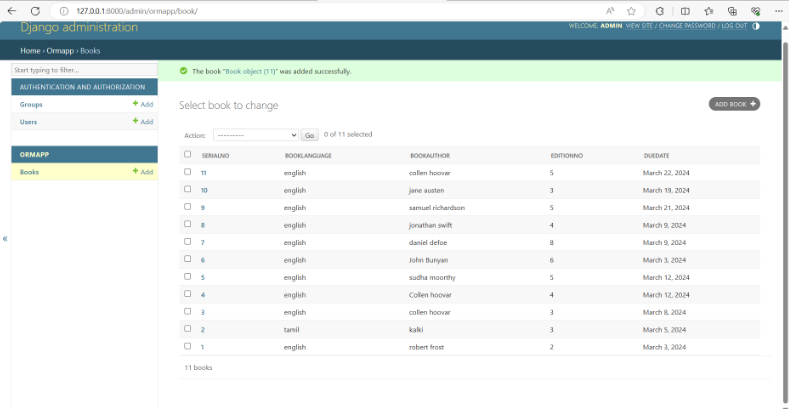 127.0.0.1:8000/admin/ormapp/book/
Django administration
WELCOME, ADMIN. VIEW SITE / CHANGE PASSWORD / LOG OUT
Home › Ormapp › Books
Start typing to filter...
AUTHENTICATION AND AUTHORIZATION
Groups + Add
Users + Add
ORMAPP
Books + Add
«
The book "Book object (11)" was added successfully.
Select book to change
ADD BOOK +
Action: --------- Go 0 of 11 selected
SERIALNO BOOKLANGUAGE BOOKAUTHOR EDITIONNO DUEDATE
11 english collen hoovar 5 March 22, 2024
10 english jane austen 3 March 19, 2024
9 english samuel richardson 5 March 21, 2024
8 english jonathan swift 4 March 9, 2024
7 english daniel defoe 8 March 9, 2024
6 english John Bunyan 6 March 3, 2024
5 english sudha moorthy 5 March 12, 2024
4 english Collen hoovar 4 March 12, 2024
3 english collen hoovar 3 March 8, 2024
2 tamil kalki 3 March 5, 2024
1 english robert frost 2 March 3, 2024
11 books